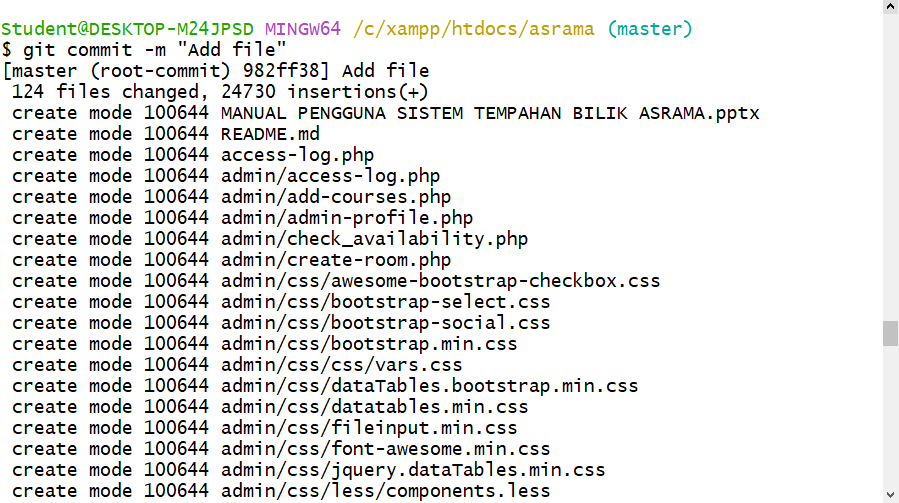 Student@DESKTOP-M24JPSD MINGW64 /c/xampp/htdocs/asrama (master)
$ git commit -m "Add file"
[master (root-commit) 982ff38] Add file
 124 files changed, 24730 insertions(+)
 create mode 100644 MANUAL PENGGUNA SISTEM TEMPAHAN BILIK ASRAMA.pptx
 create mode 100644 README.md
 create mode 100644 access-log.php
 create mode 100644 admin/access-log.php
 create mode 100644 admin/add-courses.php
 create mode 100644 admin/admin-profile.php
 create mode 100644 admin/check_availability.php
 create mode 100644 admin/create-room.php
 create mode 100644 admin/css/awesome-bootstrap-checkbox.css
 create mode 100644 admin/css/bootstrap-select.css
 create mode 100644 admin/css/bootstrap-social.css
 create mode 100644 admin/css/bootstrap.min.css
 create mode 100644 admin/css/css/vars.css
 create mode 100644 admin/css/dataTables.bootstrap.min.css
 create mode 100644 admin/css/datatables.min.css
 create mode 100644 admin/css/fileinput.min.css
 create mode 100644 admin/css/font-awesome.min.css
 create mode 100644 admin/css/jquery.dataTables.min.css
 create mode 100644 admin/css/less/components.less